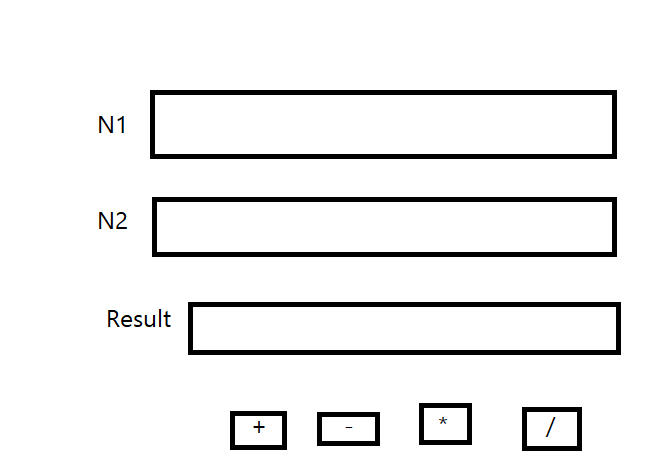 N1
N2
Result
+ - * /